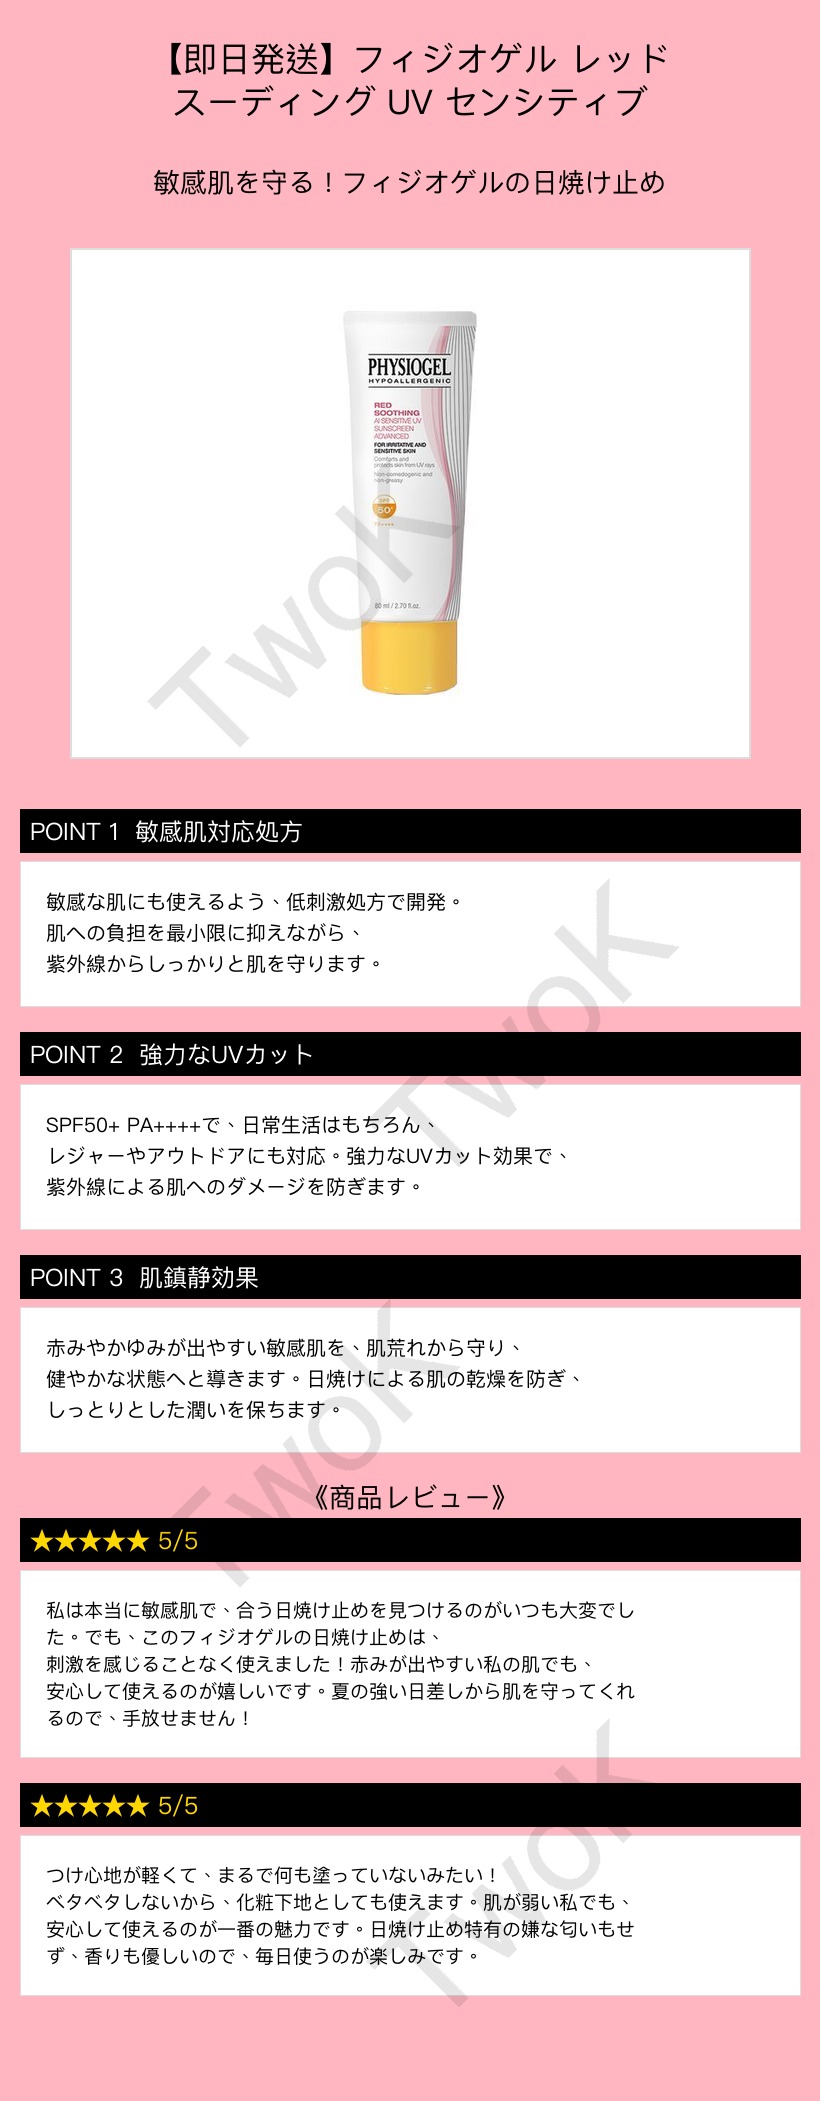 【即日発送】フィジオゲル レッド
スーディング UV センシティブ
敏感肌を守る！フィジオゲルの日焼け止め
PHYSIOGEL
HYPOALLERGENIC
RED
SOOTHING
AI SENSITIVE UV
SUNSCREEN
ADVANCED
FOR IRRITATIVE AND
SENSITIVE SKIN
Comforts and
protects skin from UV rays
Non-comedogenic and
non-greasy
SPF
50+
80 ml / 2.70 fl.oz.
TwoK
POINT 1 敏感肌対応処方
敏感な肌にも使えるよう、低刺激処方で開発。
肌への負担を最小限に抑えながら、
紫外線からしっかりと肌を守ります。
TwoK
POINT 2 強力なUVカット
SPF50+ PA++++で、日常生活はもちろん、
レジャーやアウトドアにも対応。強力なUVカット効果で、
紫外線による肌へのダメージを防ぎます。
POINT 3 肌鎮静効果
赤みやかゆみが出やすい敏感肌を、肌荒れから守り、
健やかな状態へと導きます。日焼けによる肌の乾燥を防ぎ、
しっとりとした潤いを保ちます。
TwoK
《商品レビュー》
★★★★★ 5/5
私は本当に敏感肌で、合う日焼け止めを見つけるのがいつも大変でし
た。でも、このフィジオゲルの日焼け止めは、
刺激を感じることなく使えました！赤みが出やすい私の肌でも、
安心して使えるのが嬉しいです。夏の強い日差しから肌を守ってくれ
るので、手放せません！
★★★★★ 5/5
つけ心地が軽くて、まるで何も塗っていないみたい！
ベタベタしないから、化粧下地としても使えます。肌が弱い私でも、
安心して使えるのが一番の魅力です。日焼け止め特有の嫌な匂いもせ
ず、香りも優しいので、毎日使うのが楽しみです。
TwoK